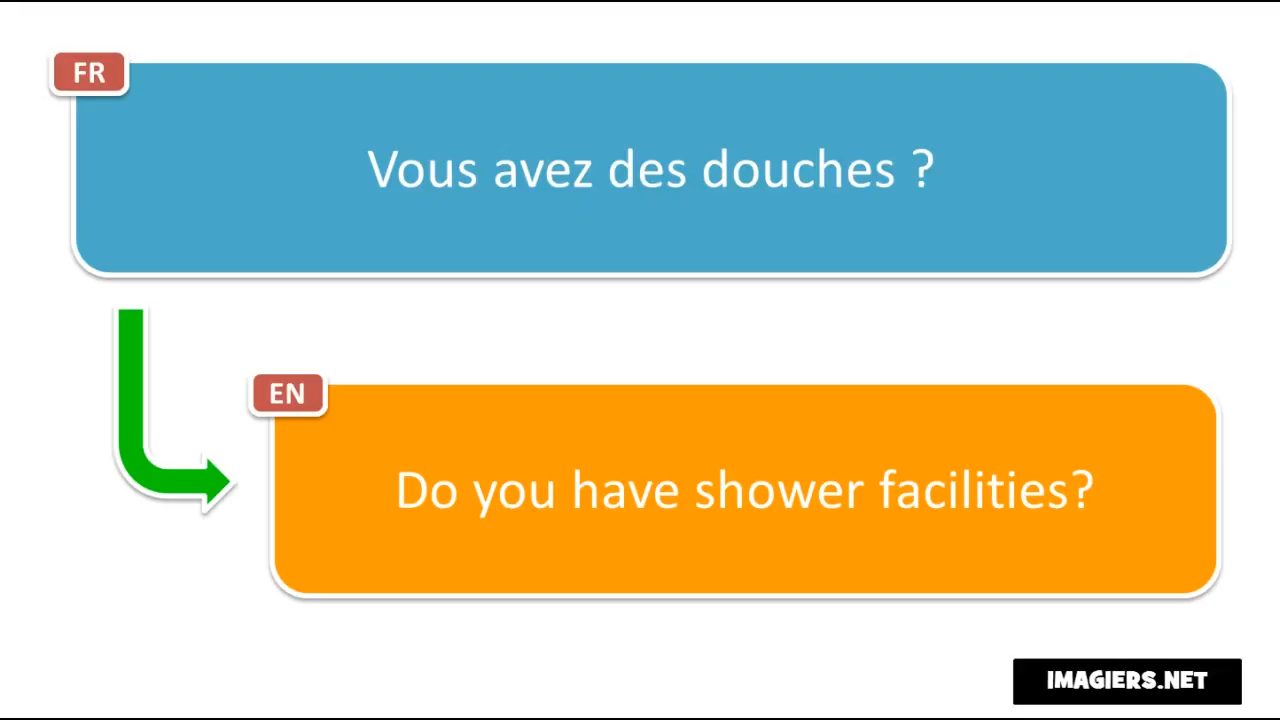 FR
Vous avez des douches ?
EN
Do you have shower facilities?
IMAGIERS.NET